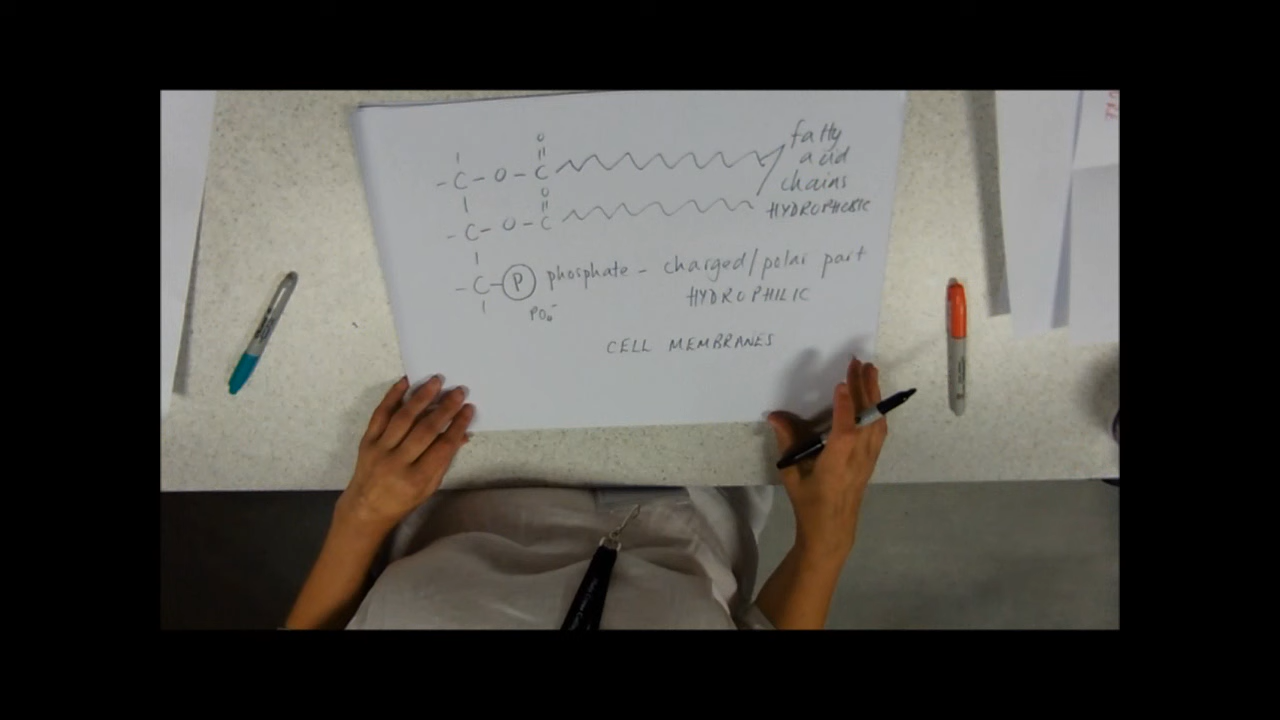 O
||
- C - O - C
fatty
acid
chains
HYDROPHOBIC
O
||
- C - O - C
- C - P phosphate - charged/polar part
HYDROPHILIC
PO₄⁻
CELL MEMBRANES